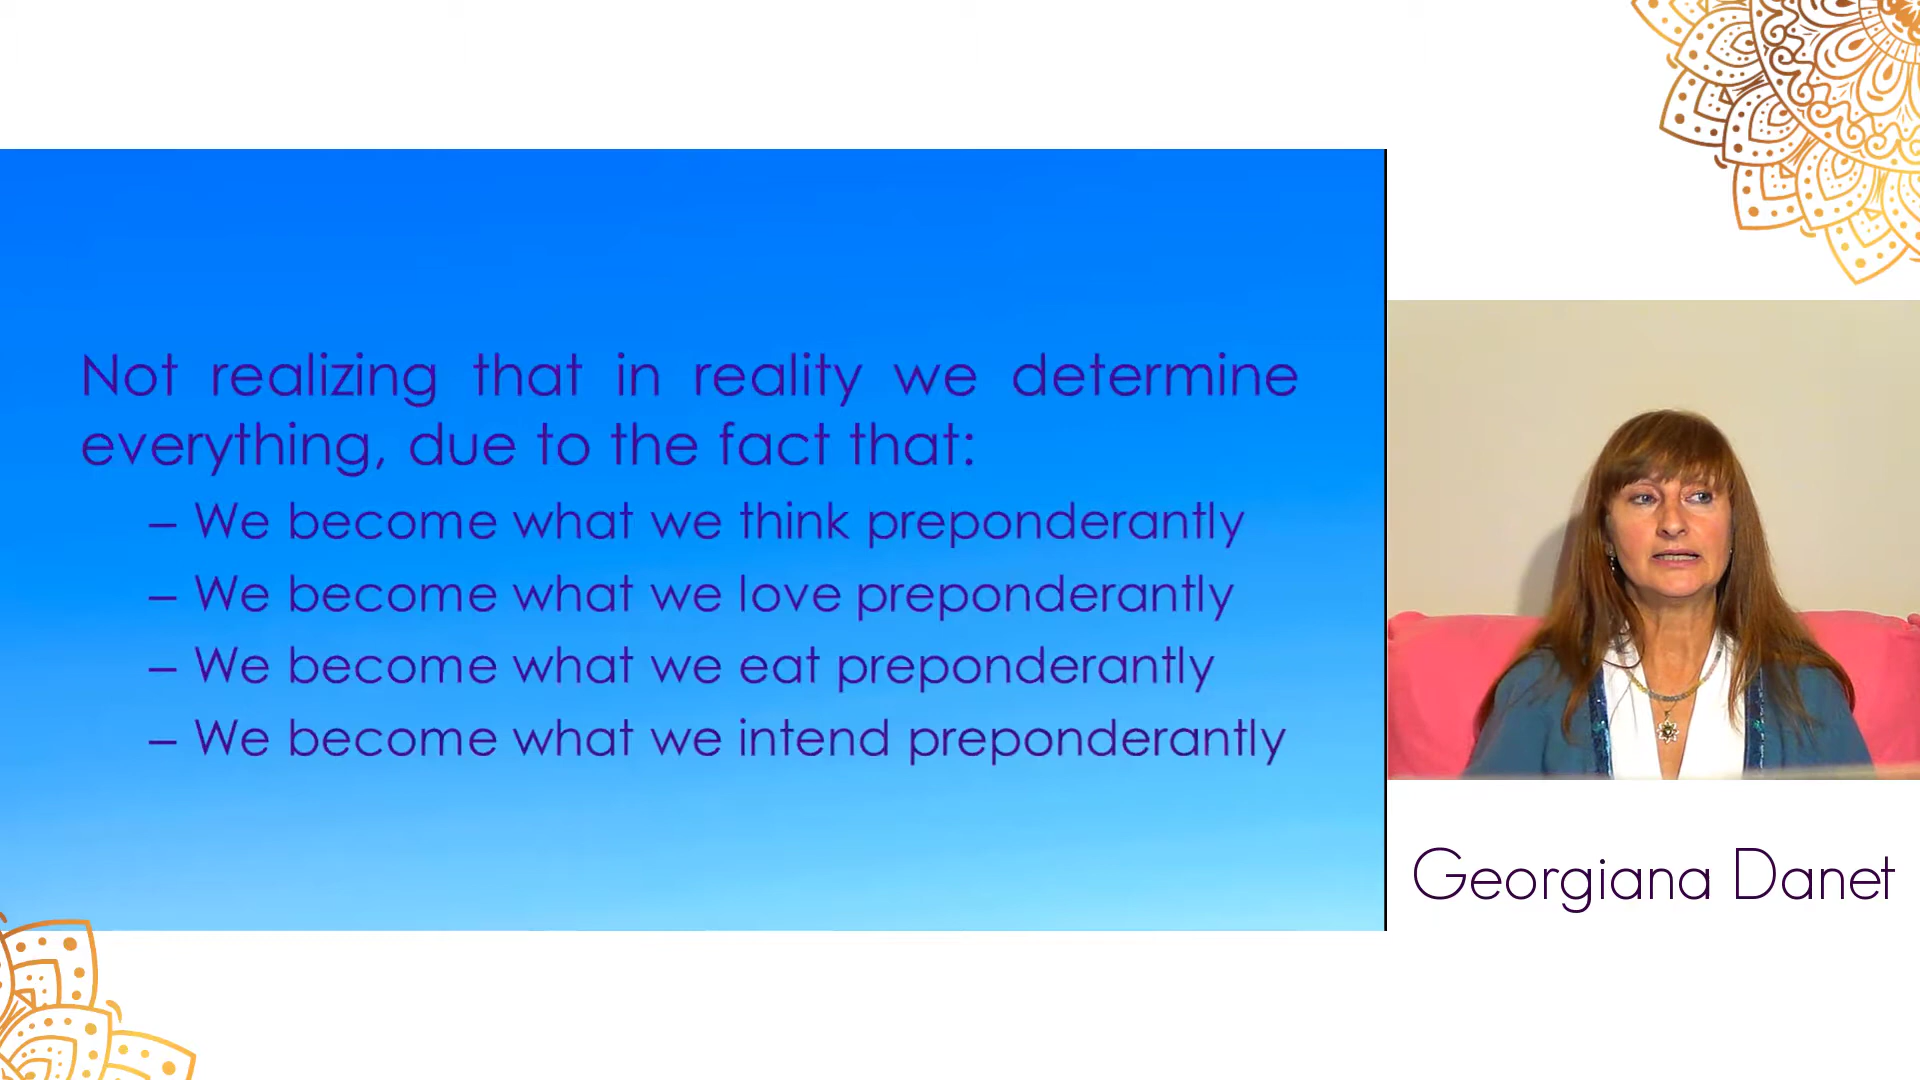 Not realizing that in reality we determine
everything, due to the fact that:
– We become what we think preponderantly
– We become what we love preponderantly
– We become what we eat preponderantly
– We become what we intend preponderantly
Georgiana Danet